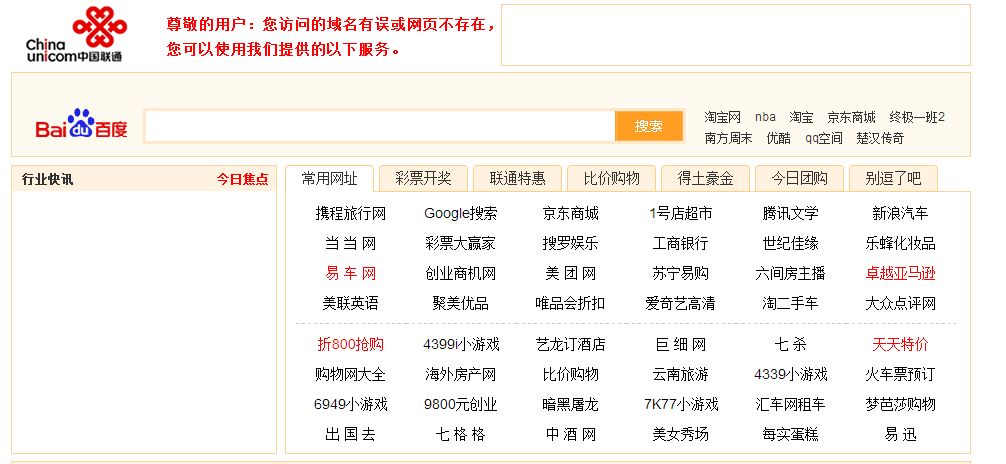 China
unicom中国联通
尊敬的用户：您访问的域名有误或网页不存在，
您可以使用我们提供的以下服务。
Bai du 百度
搜索
淘宝网 nba 淘宝 京东商城 终极一班2
南方周末 优酷 qq空间 楚汉传奇
行业快讯 今日焦点
常用网址 彩票开奖 联通特惠 比价购物 得土豪金 今日团购 别逗了吧
携程旅行网 Google搜索 京东商城 1号店超市 腾讯文学 新浪汽车
当 当 网 彩票大赢家 搜罗娱乐 工商银行 世纪佳缘 乐蜂化妆品
易 车 网 创业商机网 美 团 网 苏宁易购 六间房主播 卓越亚马逊
美联英语 聚美优品 唯品会折扣 爱奇艺高清 淘二手车 大众点评网
折800抢购 4399i小游戏 艺龙订酒店 巨 细 网 七 杀 天天特价
购物网大全 海外房产网 比价购物 云南旅游 4339小游戏 火车票预订
6949小游戏 9800元创业 暗黑屠龙 7K77小游戏 汇车网租车 梦芭莎购物
出 国 去 七 格 格 中 酒 网 美女秀场 每实蛋糕 易 迅